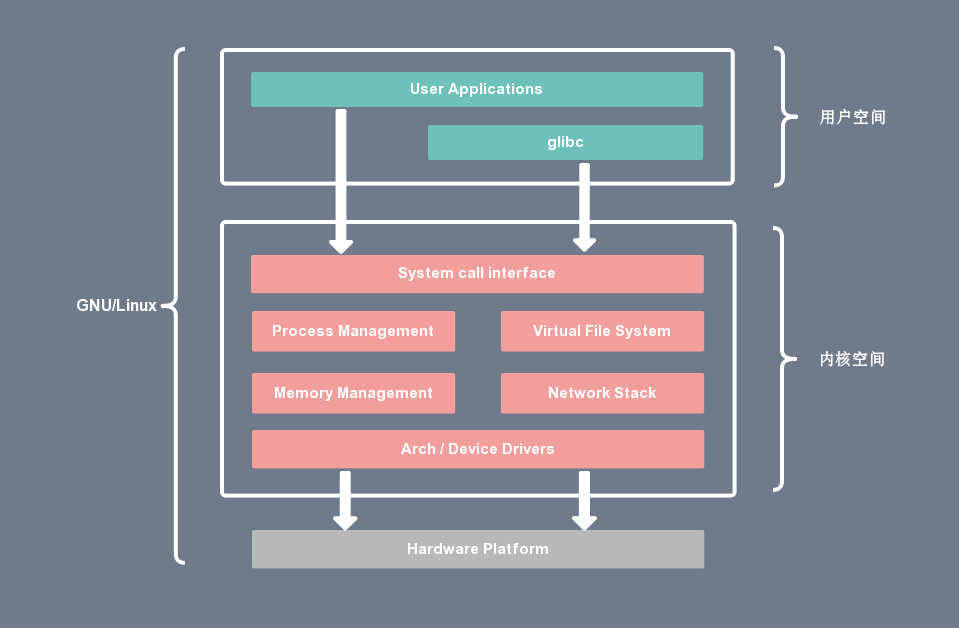 User Applications
glibc
用户空间
System call interface
GNU/Linux
Process Management
Virtual File System
内核空间
Memory Management
Network Stack
Arch / Device Drivers
Hardware Platform